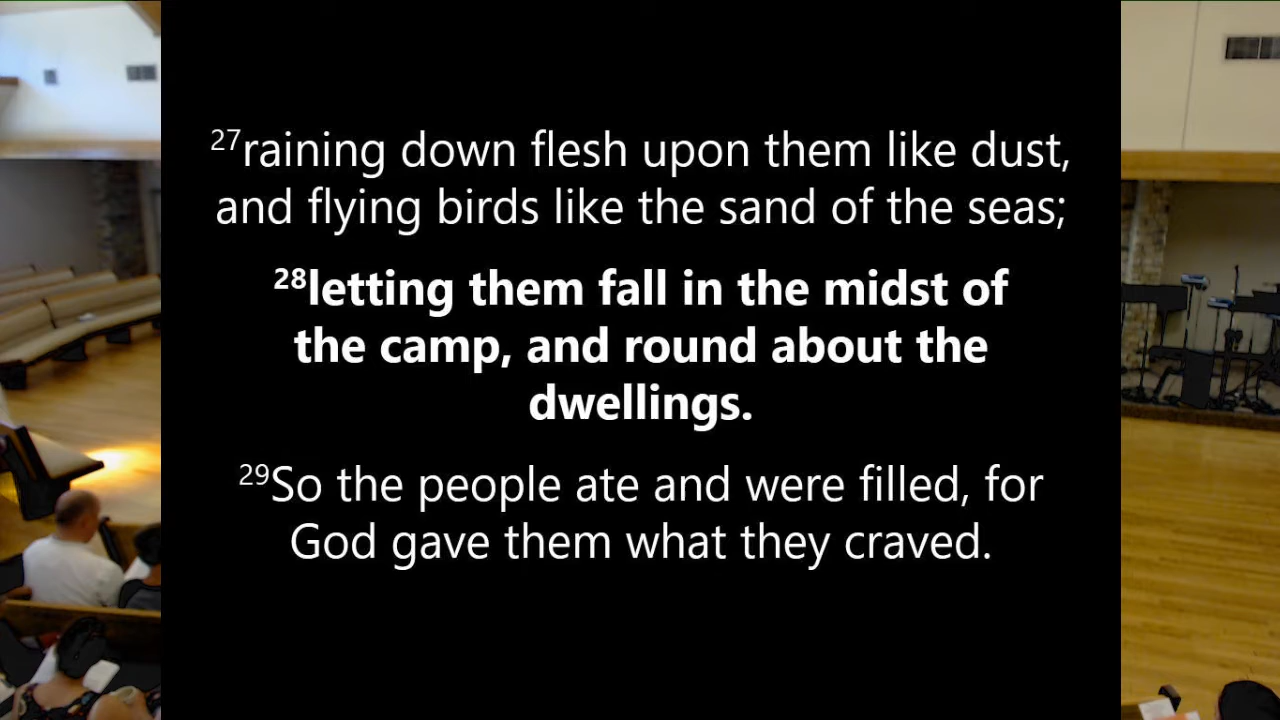 27raining down flesh upon them like dust,
and flying birds like the sand of the seas;
28letting them fall in the midst of
the camp, and round about the
dwellings.
29So the people ate and were filled, for
God gave them what they craved.